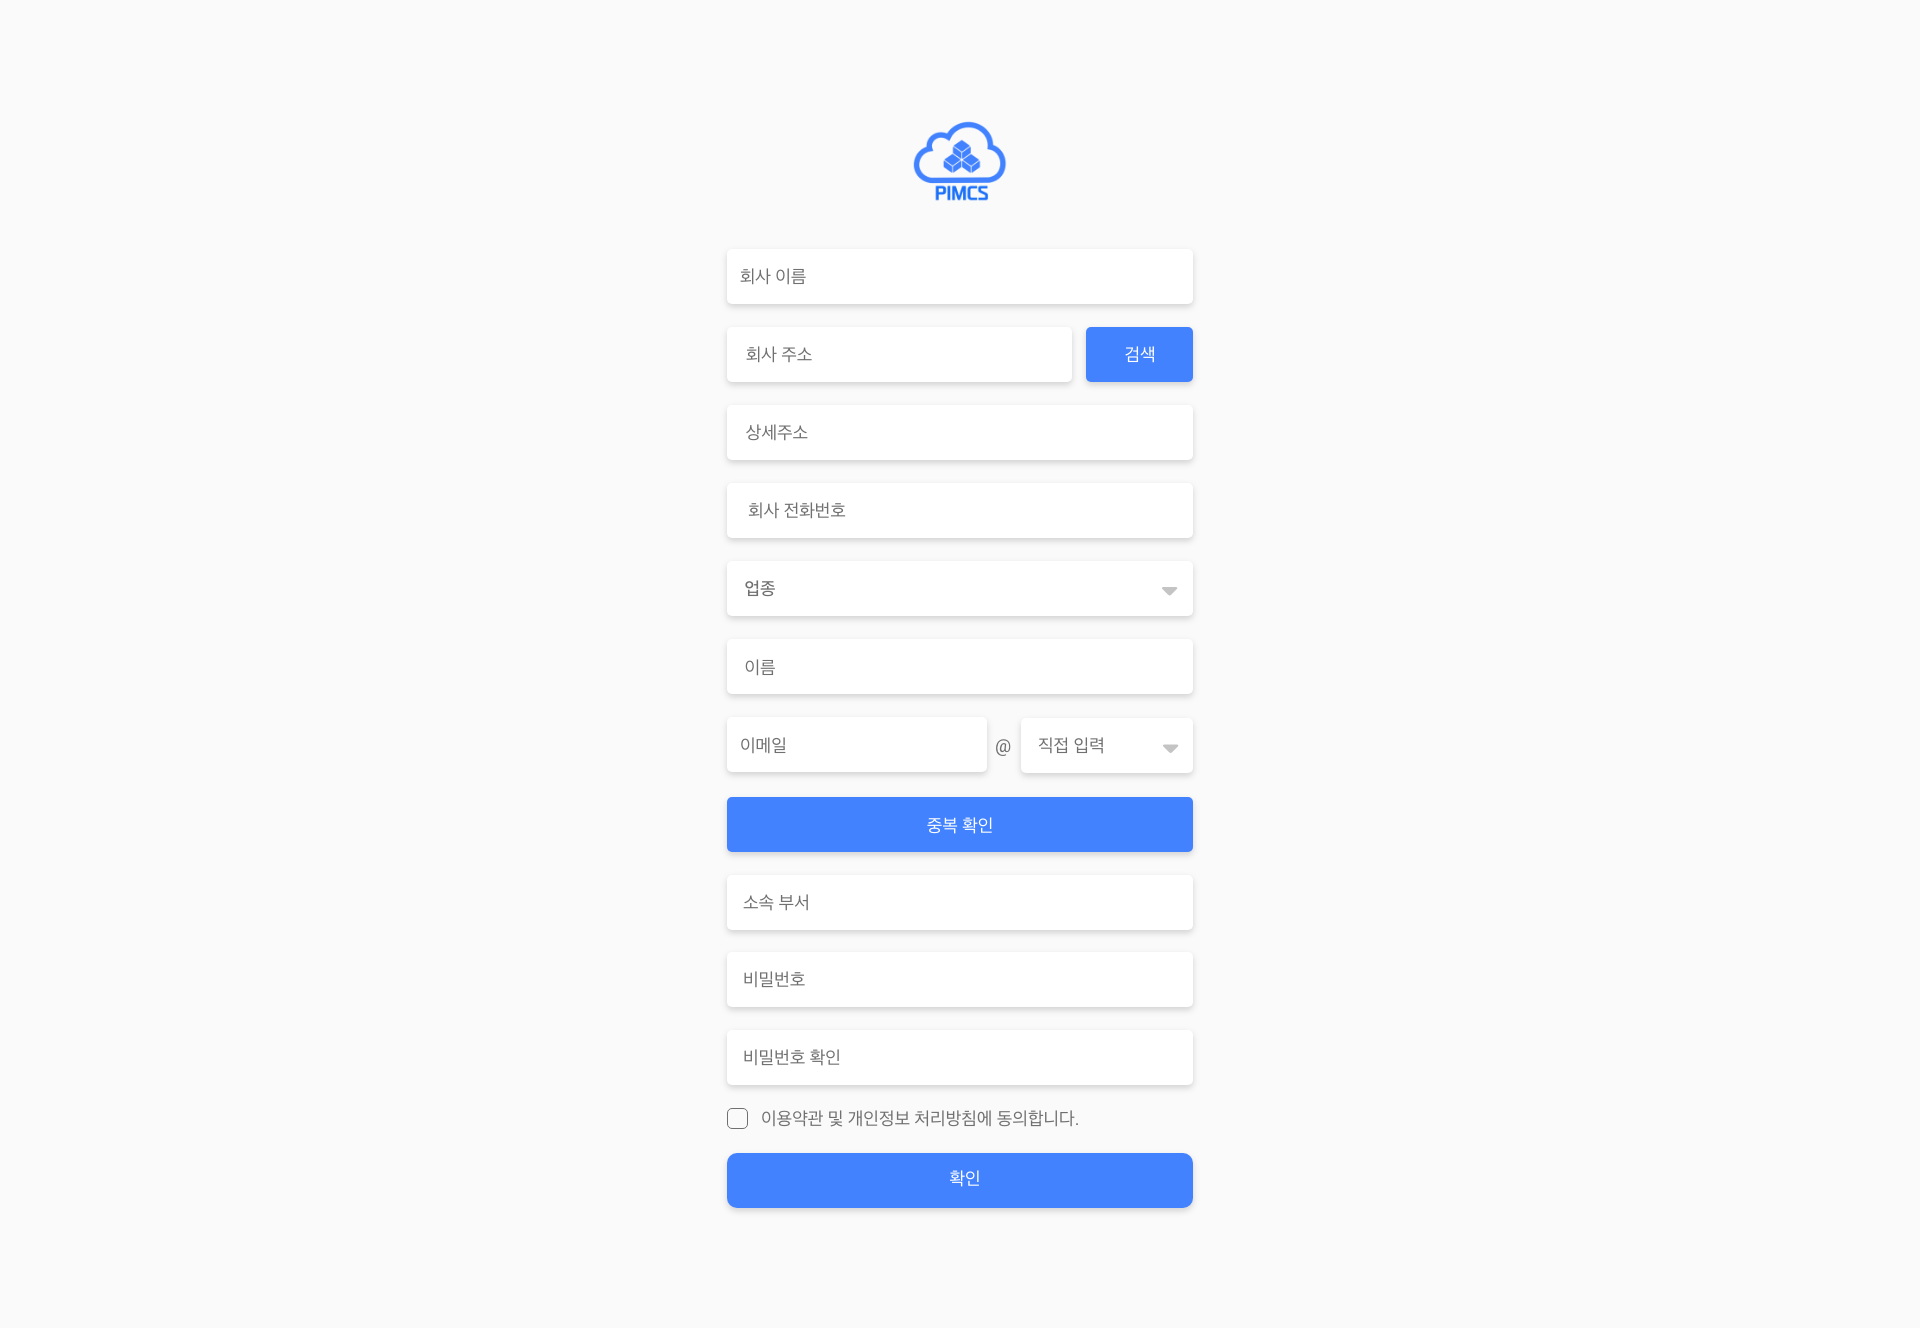 PIMCS
회사 이름
회사 주소
검색
상세주소
회사 전화번호
업종
이름
이메일 @ 직접 입력
중복 확인
소속 부서
비밀번호
비밀번호 확인
이용약관 및 개인정보 처리방침에 동의합니다.
확인